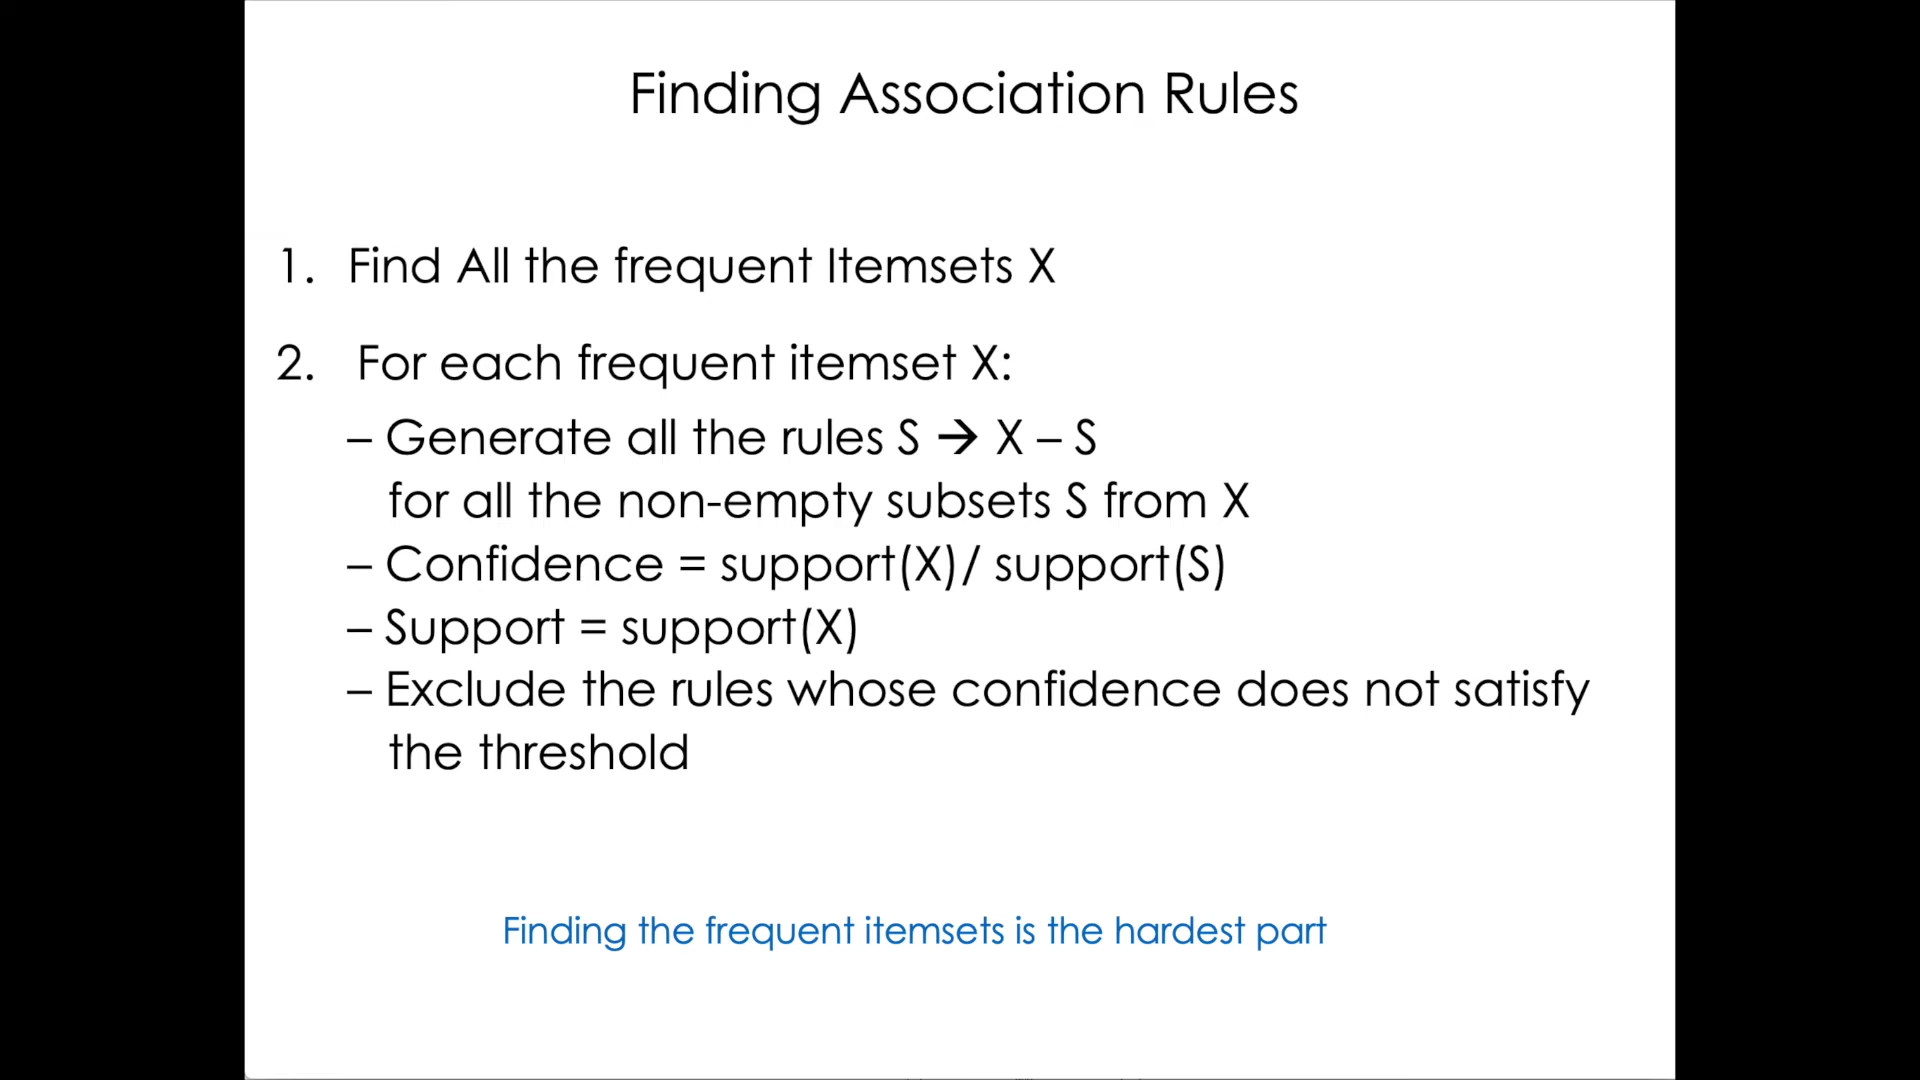 Finding Association Rules
1. Find All the frequent Itemsets X
2. For each frequent itemset X:
– Generate all the rules S → X – S
for all the non-empty subsets S from X
– Confidence = support(X)/ support(S)
– Support = support(X)
– Exclude the rules whose confidence does not satisfy
the threshold
Finding the frequent itemsets is the hardest part